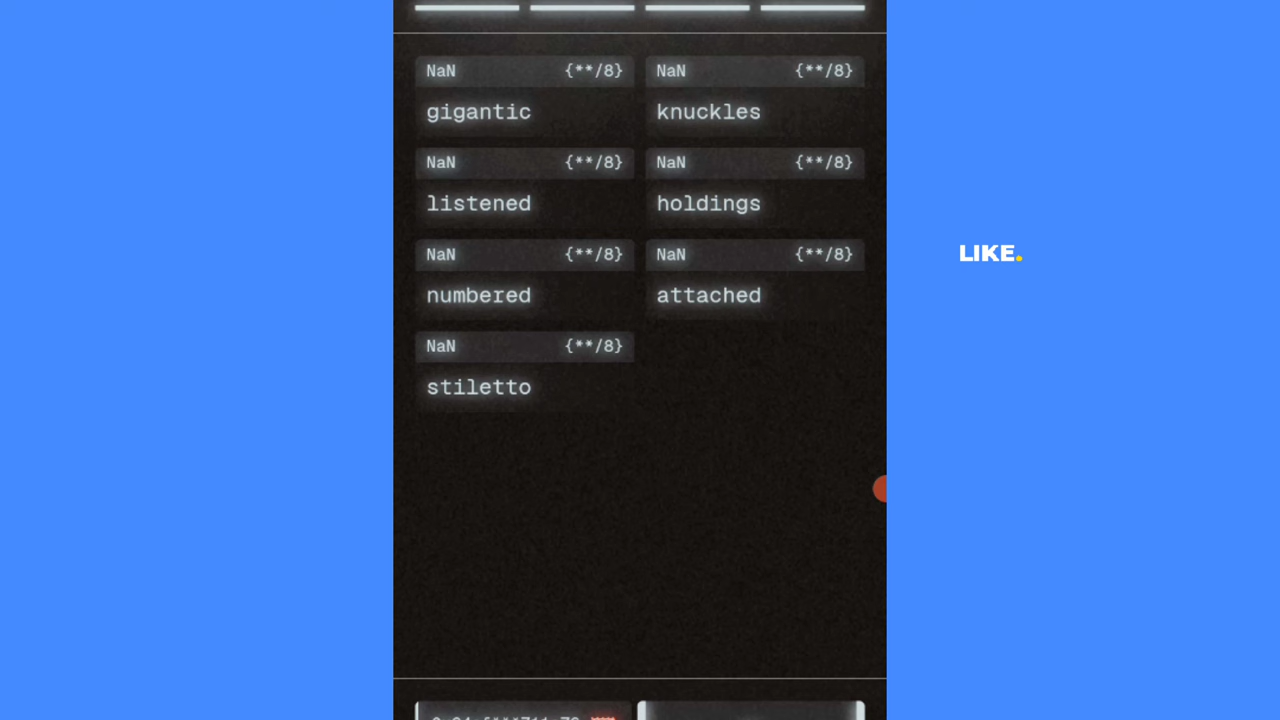 NaN {**/8} NaN {**/8}
gigantic knuckles
NaN {**/8} NaN {**/8}
listened holdings
NaN {**/8} NaN {**/8}
numbered attached
NaN {**/8}
stiletto
LIKE.